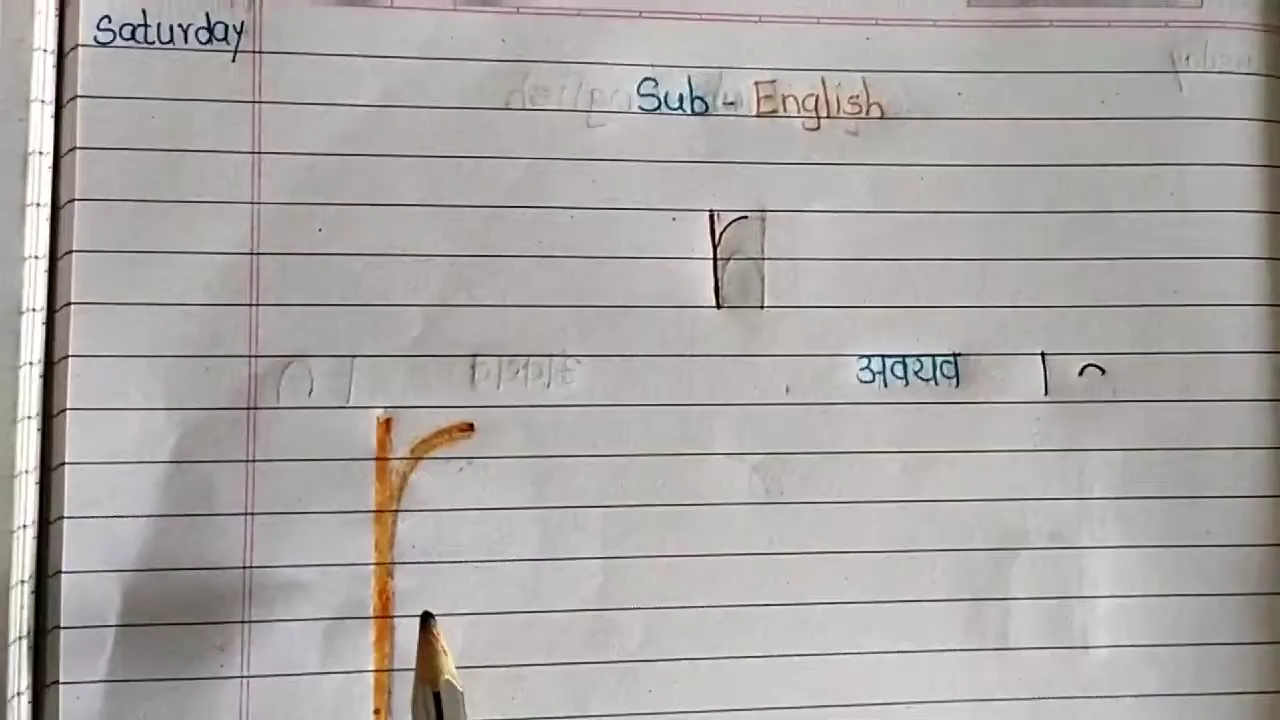 Saturday
Sub - English
r
अवयव | ⌒
r